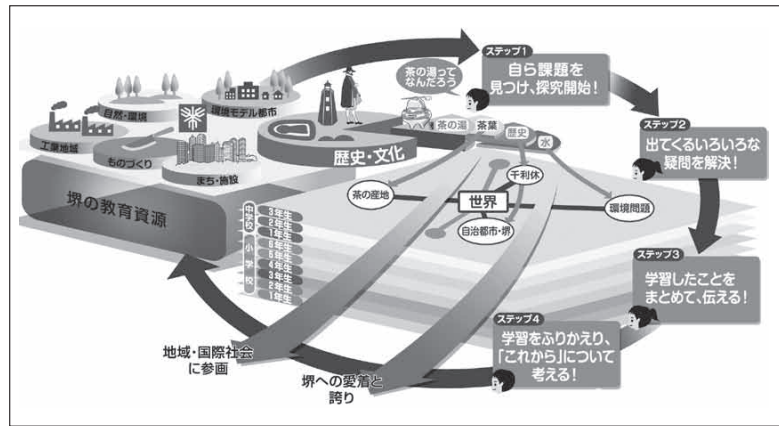 ステップ1
自ら課題を
見つけ、探究開始！
茶の湯って
なんだろう
自然・環境
環境モデル都市
工業地域
ものづくり
まち・施設
歴史・文化
茶の湯
茶葉
歴史
水
ステップ2
出てくるいろいろな
疑問を解決！
堺の教育資源
千利休
茶の産地
世界
環境問題
自治都市・堺
中学校
3年生
2年生
1年生
小学校
6年生
5年生
4年生
3年生
2年生
1年生
ステップ3
学習したことを
まとめて、伝える！
ステップ4
学習をふりかえり、
「これから」について
考える！
地域・国際社会
に参画
堺への愛着と
誇り